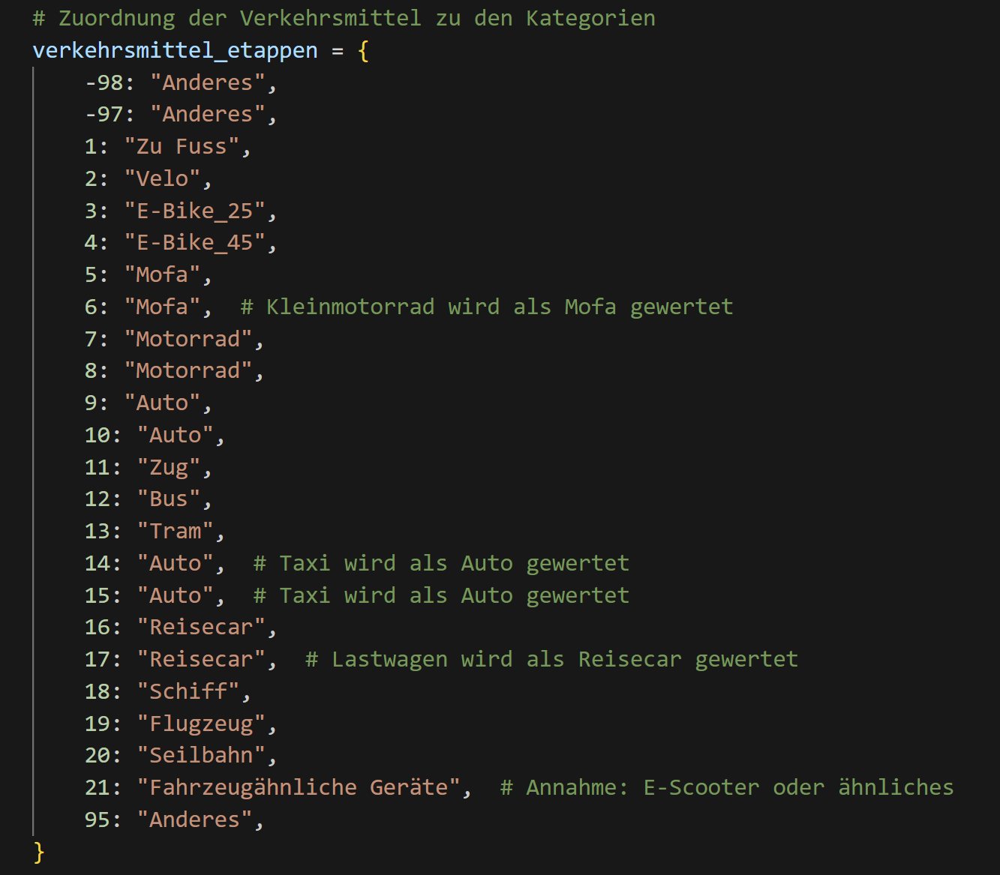 # Zuordnung der Verkehrsmittel zu den Kategorien
verkehrsmittel_etappen = {
    -98: "Anderes",
    -97: "Anderes",
    1: "Zu Fuss",
    2: "Velo",
    3: "E-Bike_25",
    4: "E-Bike_45",
    5: "Mofa",
    6: "Mofa",  # Kleinmotorrad wird als Mofa gewertet
    7: "Motorrad",
    8: "Motorrad",
    9: "Auto",
    10: "Auto",
    11: "Zug",
    12: "Bus",
    13: "Tram",
    14: "Auto",  # Taxi wird als Auto gewertet
    15: "Auto",  # Taxi wird als Auto gewertet
    16: "Reisecar",
    17: "Reisecar",  # Lastwagen wird als Reisecar gewertet
    18: "Schiff",
    19: "Flugzeug",
    20: "Seilbahn",
    21: "Fahrzeugähnliche Geräte",  # Annahme: E-Scooter oder ähnliches
    95: "Anderes",
}